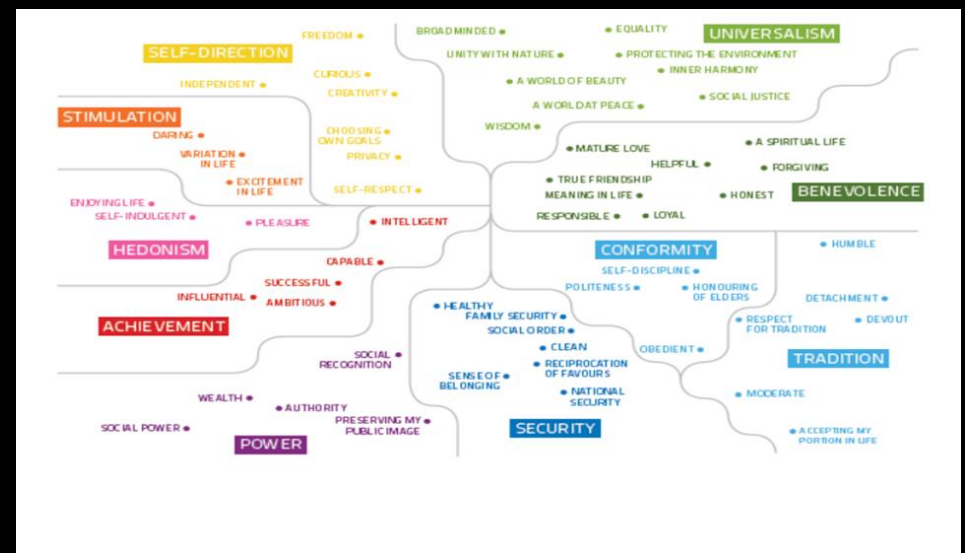 FREEDOM
SELF-DIRECTION
CURIOUS
INDEPENDENT
CREATIVITY
CHOOSING
OWN GOALS
PRIVACY
SELF-RESPECT
BROADMINDED
EQUALITY
UNIVERSALISM
UNITY WITH NATURE
PROTECTING THE ENVIRONMENT
INNER HARMONY
A WORLD OF BEAUTY
SOCIAL JUSTICE
A WORLD AT PEACE
WISDOM
STIMULATION
DARING
VARIATION
IN LIFE
EXCITEMENT
IN LIFE
MATURE LOVE
A SPIRITUAL LIFE
HELPFUL
FORGIVING
TRUE FRIENDSHIP
MEANING IN LIFE
HONEST
BENEVOLENCE
RESPONSIBLE
LOYAL
ENJOYING LIFE
SELF-INDULGENT
PLEASURE
HEDONISM
INTELLIGENT
CAPABLE
SUCCESSFUL
INFLUENTIAL
AMBITIOUS
ACHIEVEMENT
CONFORMITY
SELF-DISCIPLINE
POLITENESS
HONOURING
OF ELDERS
OBEDIENT
HUMBLE
DETACHMENT
RESPECT
FOR TRADITION
DEVOUT
TRADITION
MODERATE
ACCEPTING MY
PORTION IN LIFE
HEALTHY
FAMILY SECURITY
SOCIAL ORDER
CLEAN
RECIPROCATION
OF FAVOURS
SENSE OF
BELONGING
NATIONAL
SECURITY
SECURITY
SOCIAL
RECOGNITION
WEALTH
AUTHORITY
SOCIAL POWER
PRESERVING MY
PUBLIC IMAGE
POWER